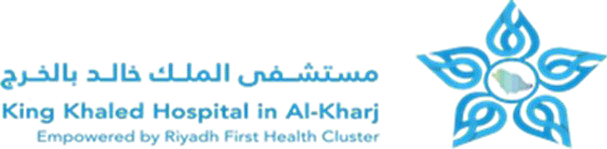 مستشفى الملك خالد بالخرج
King Khaled Hospital in Al-Kharj
Empowered by Riyadh First Health Cluster